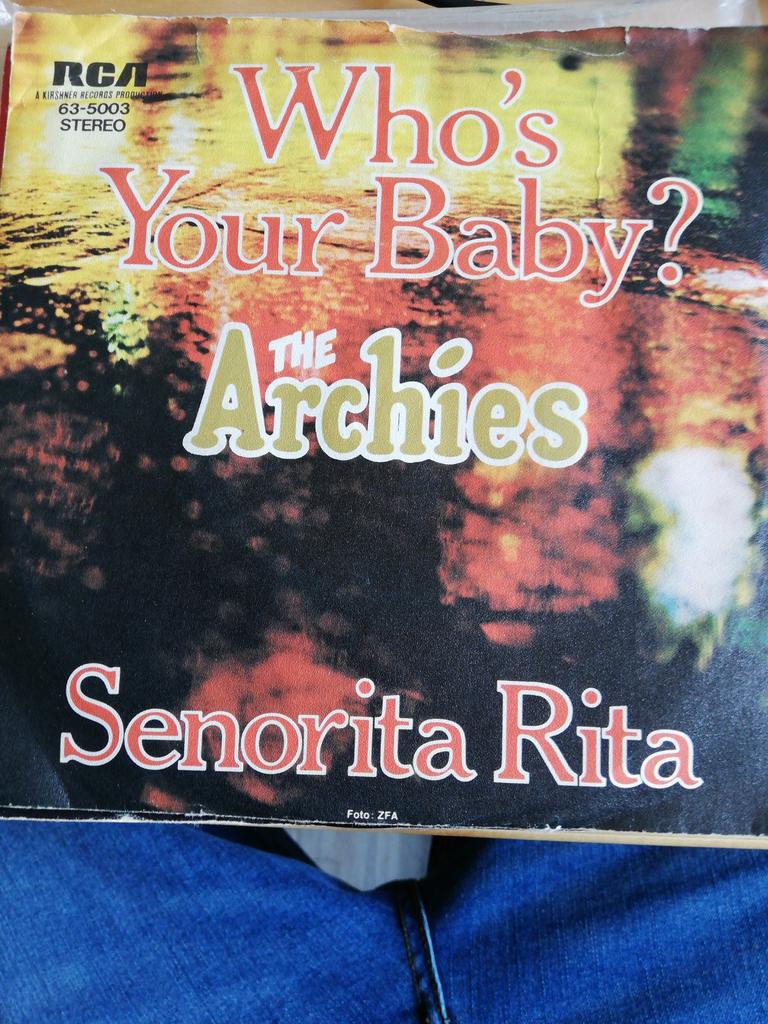 RCA
A KIRSHNER RECORDS PRODUCTION
63-5003
STEREO
Who's
Your Baby?
THE
Archies
Senorita Rita
Foto: ZFA